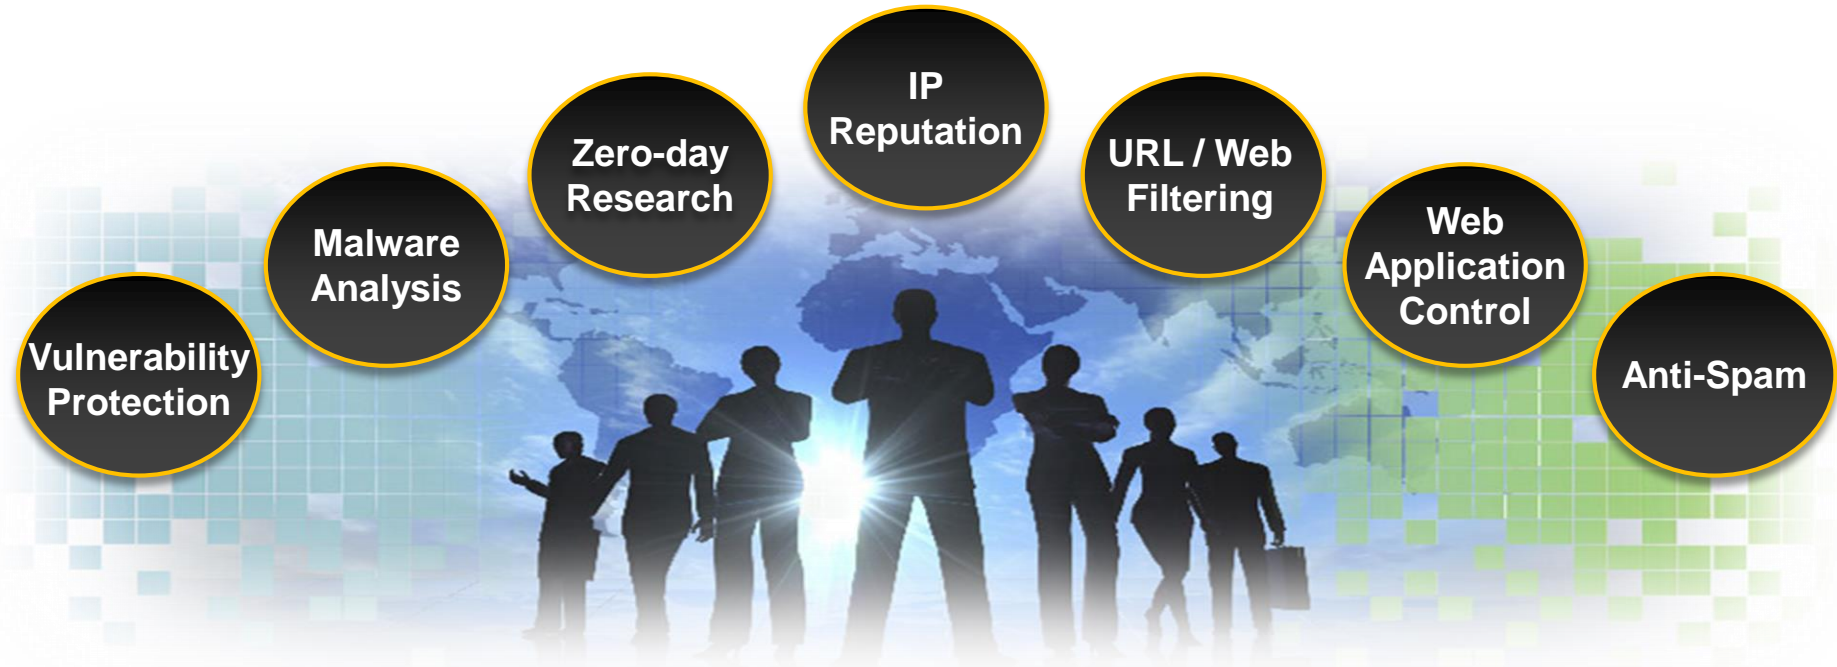 Vulnerability
Protection
Malware
Analysis
Zero-day
Research
IP
Reputation
URL / Web
Filtering
Web
Application
Control
Anti-Spam